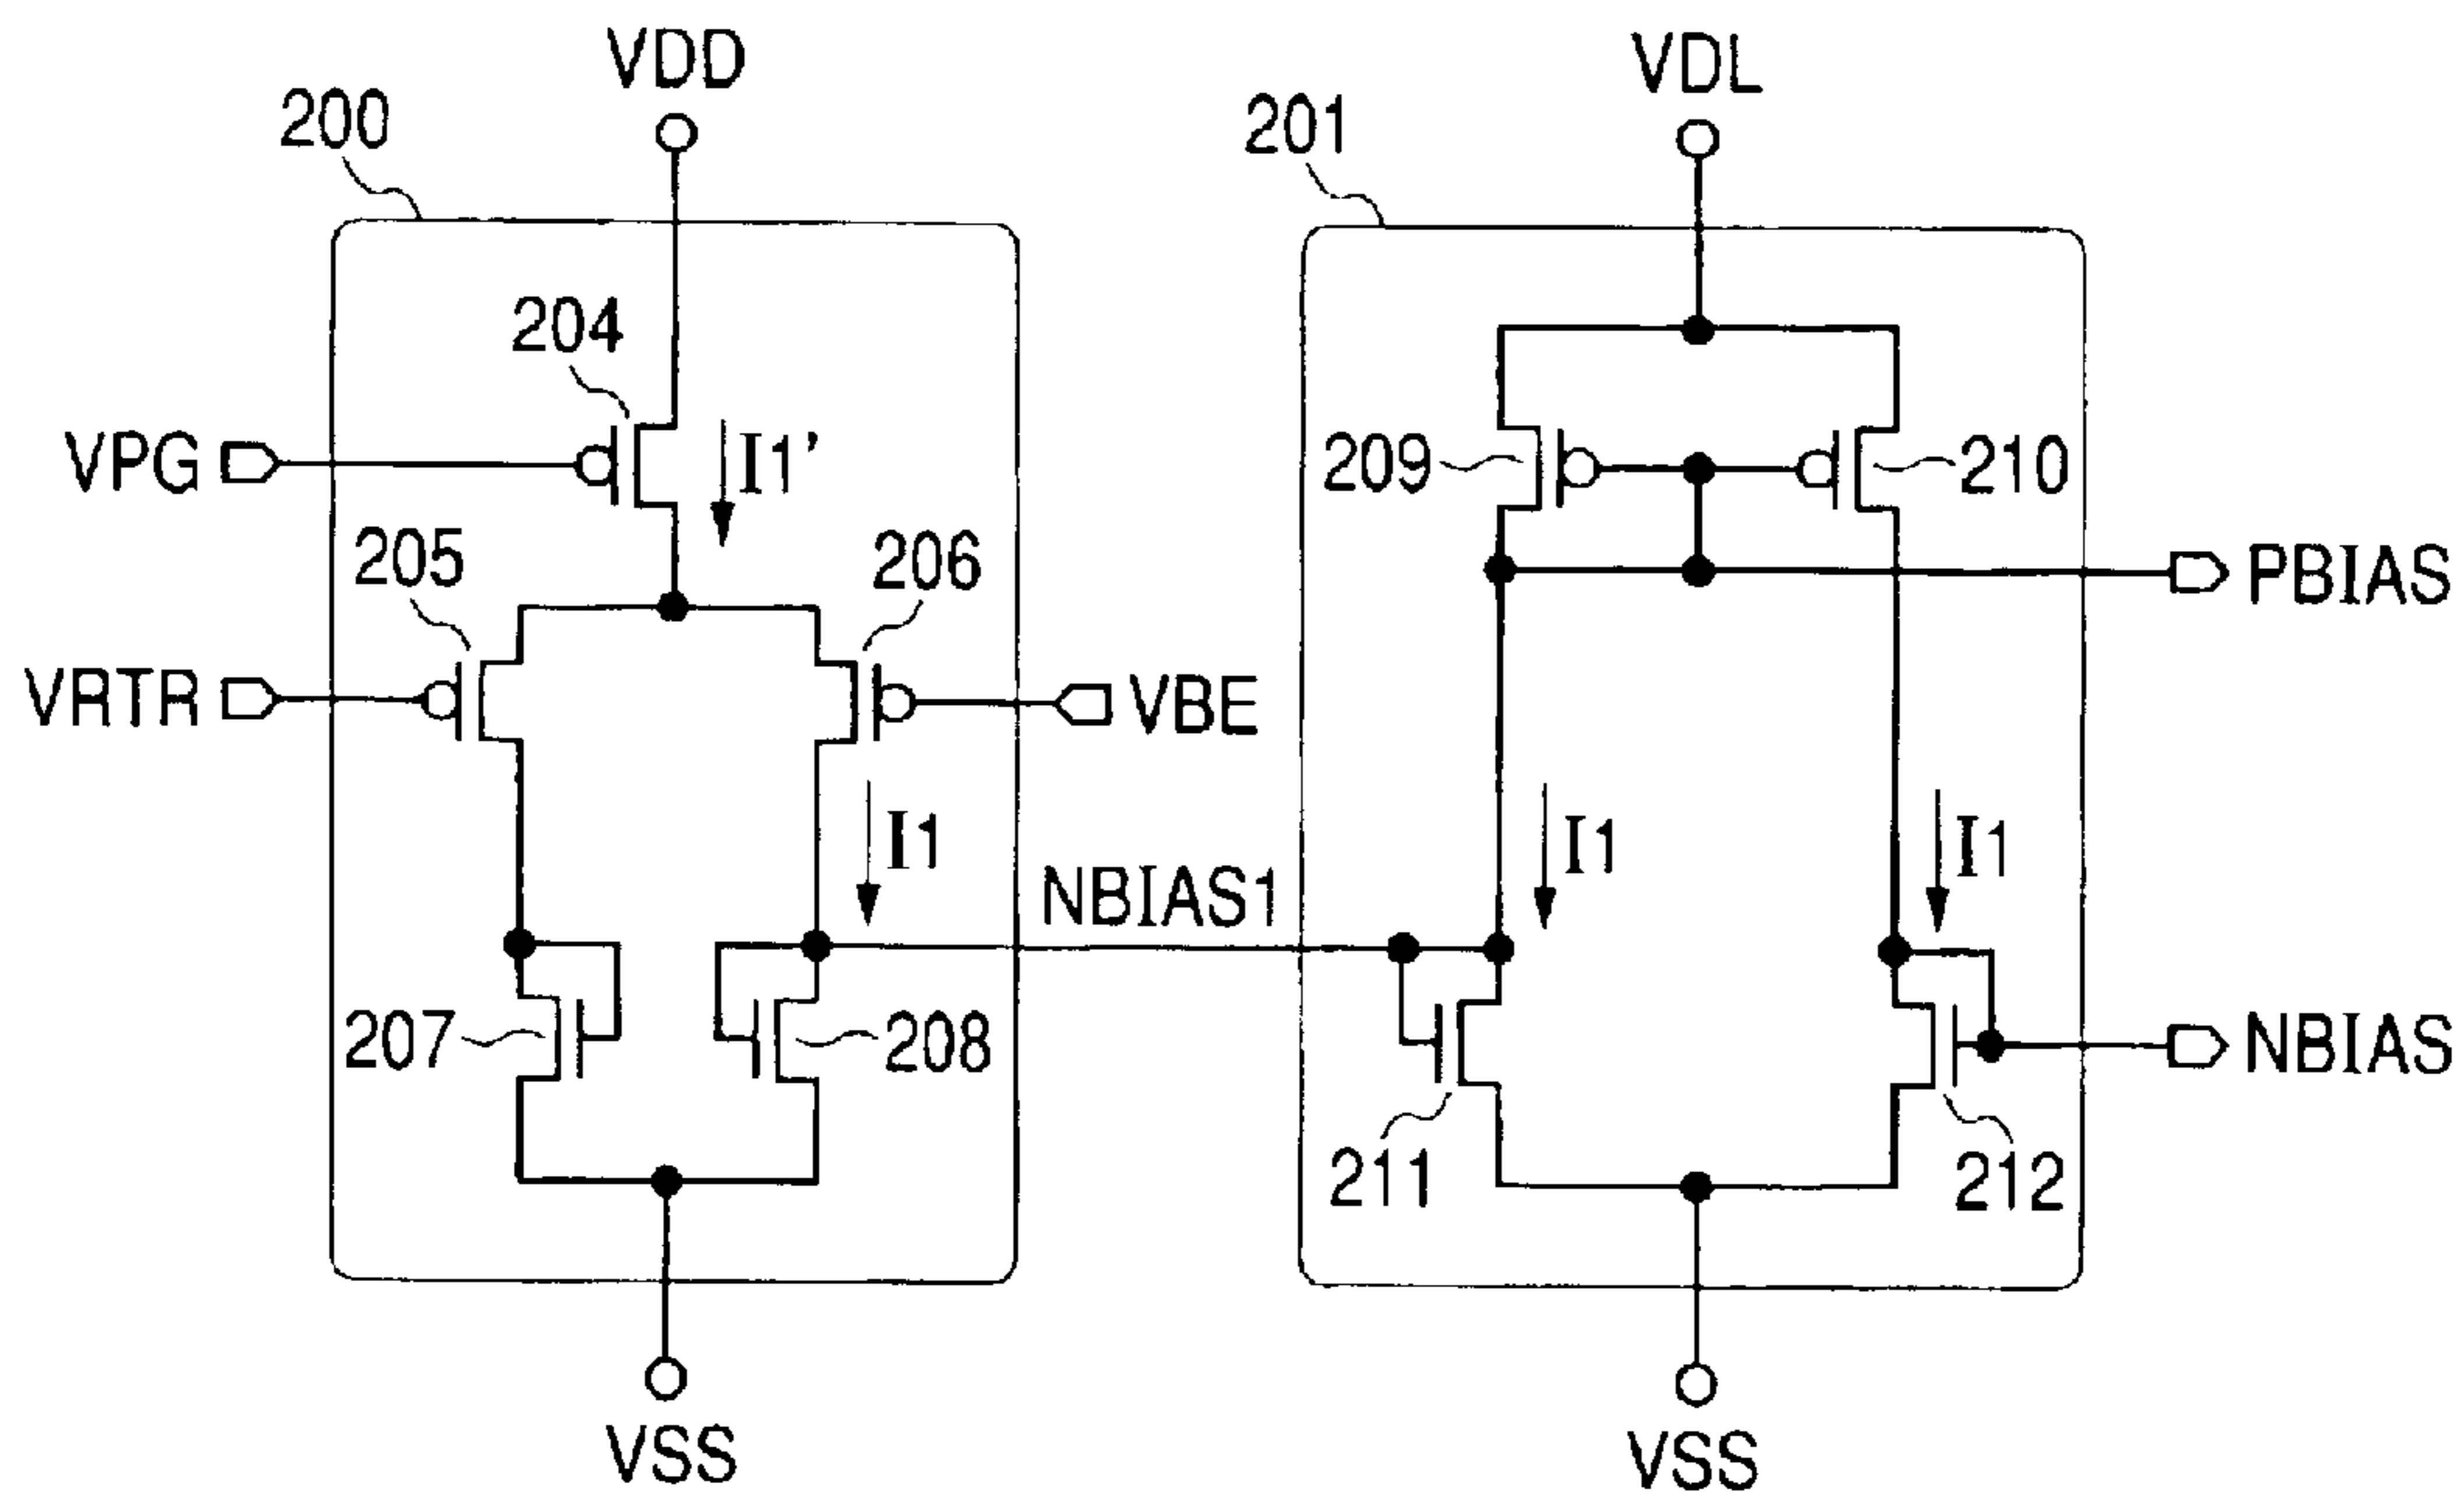 VDD
VDL
200
201
204
VPG
I1’
209
210
205
206
PBIAS
VRTR
VBE
I1
I1
I1
NBIAS1
207
208
NBIAS
211
212
VSS
VSS